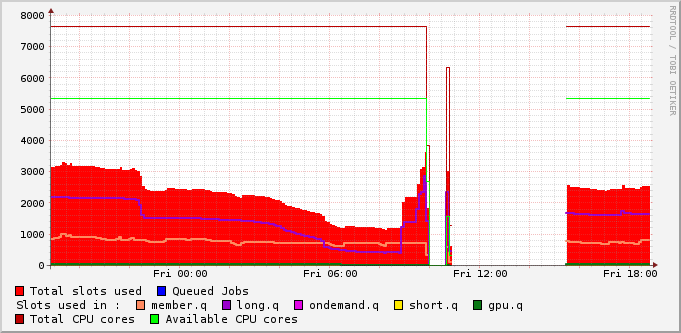 RRDTOOL / TOBI OETIKER
8000
7000
6000
5000
4000
3000
2000
1000
0
Fri 00:00 Fri 06:00 Fri 12:00 Fri 18:00
Total slots used Queued Jobs
Slots used in : member.q long.q ondemand.q short.q gpu.q
Total CPU cores Available CPU cores